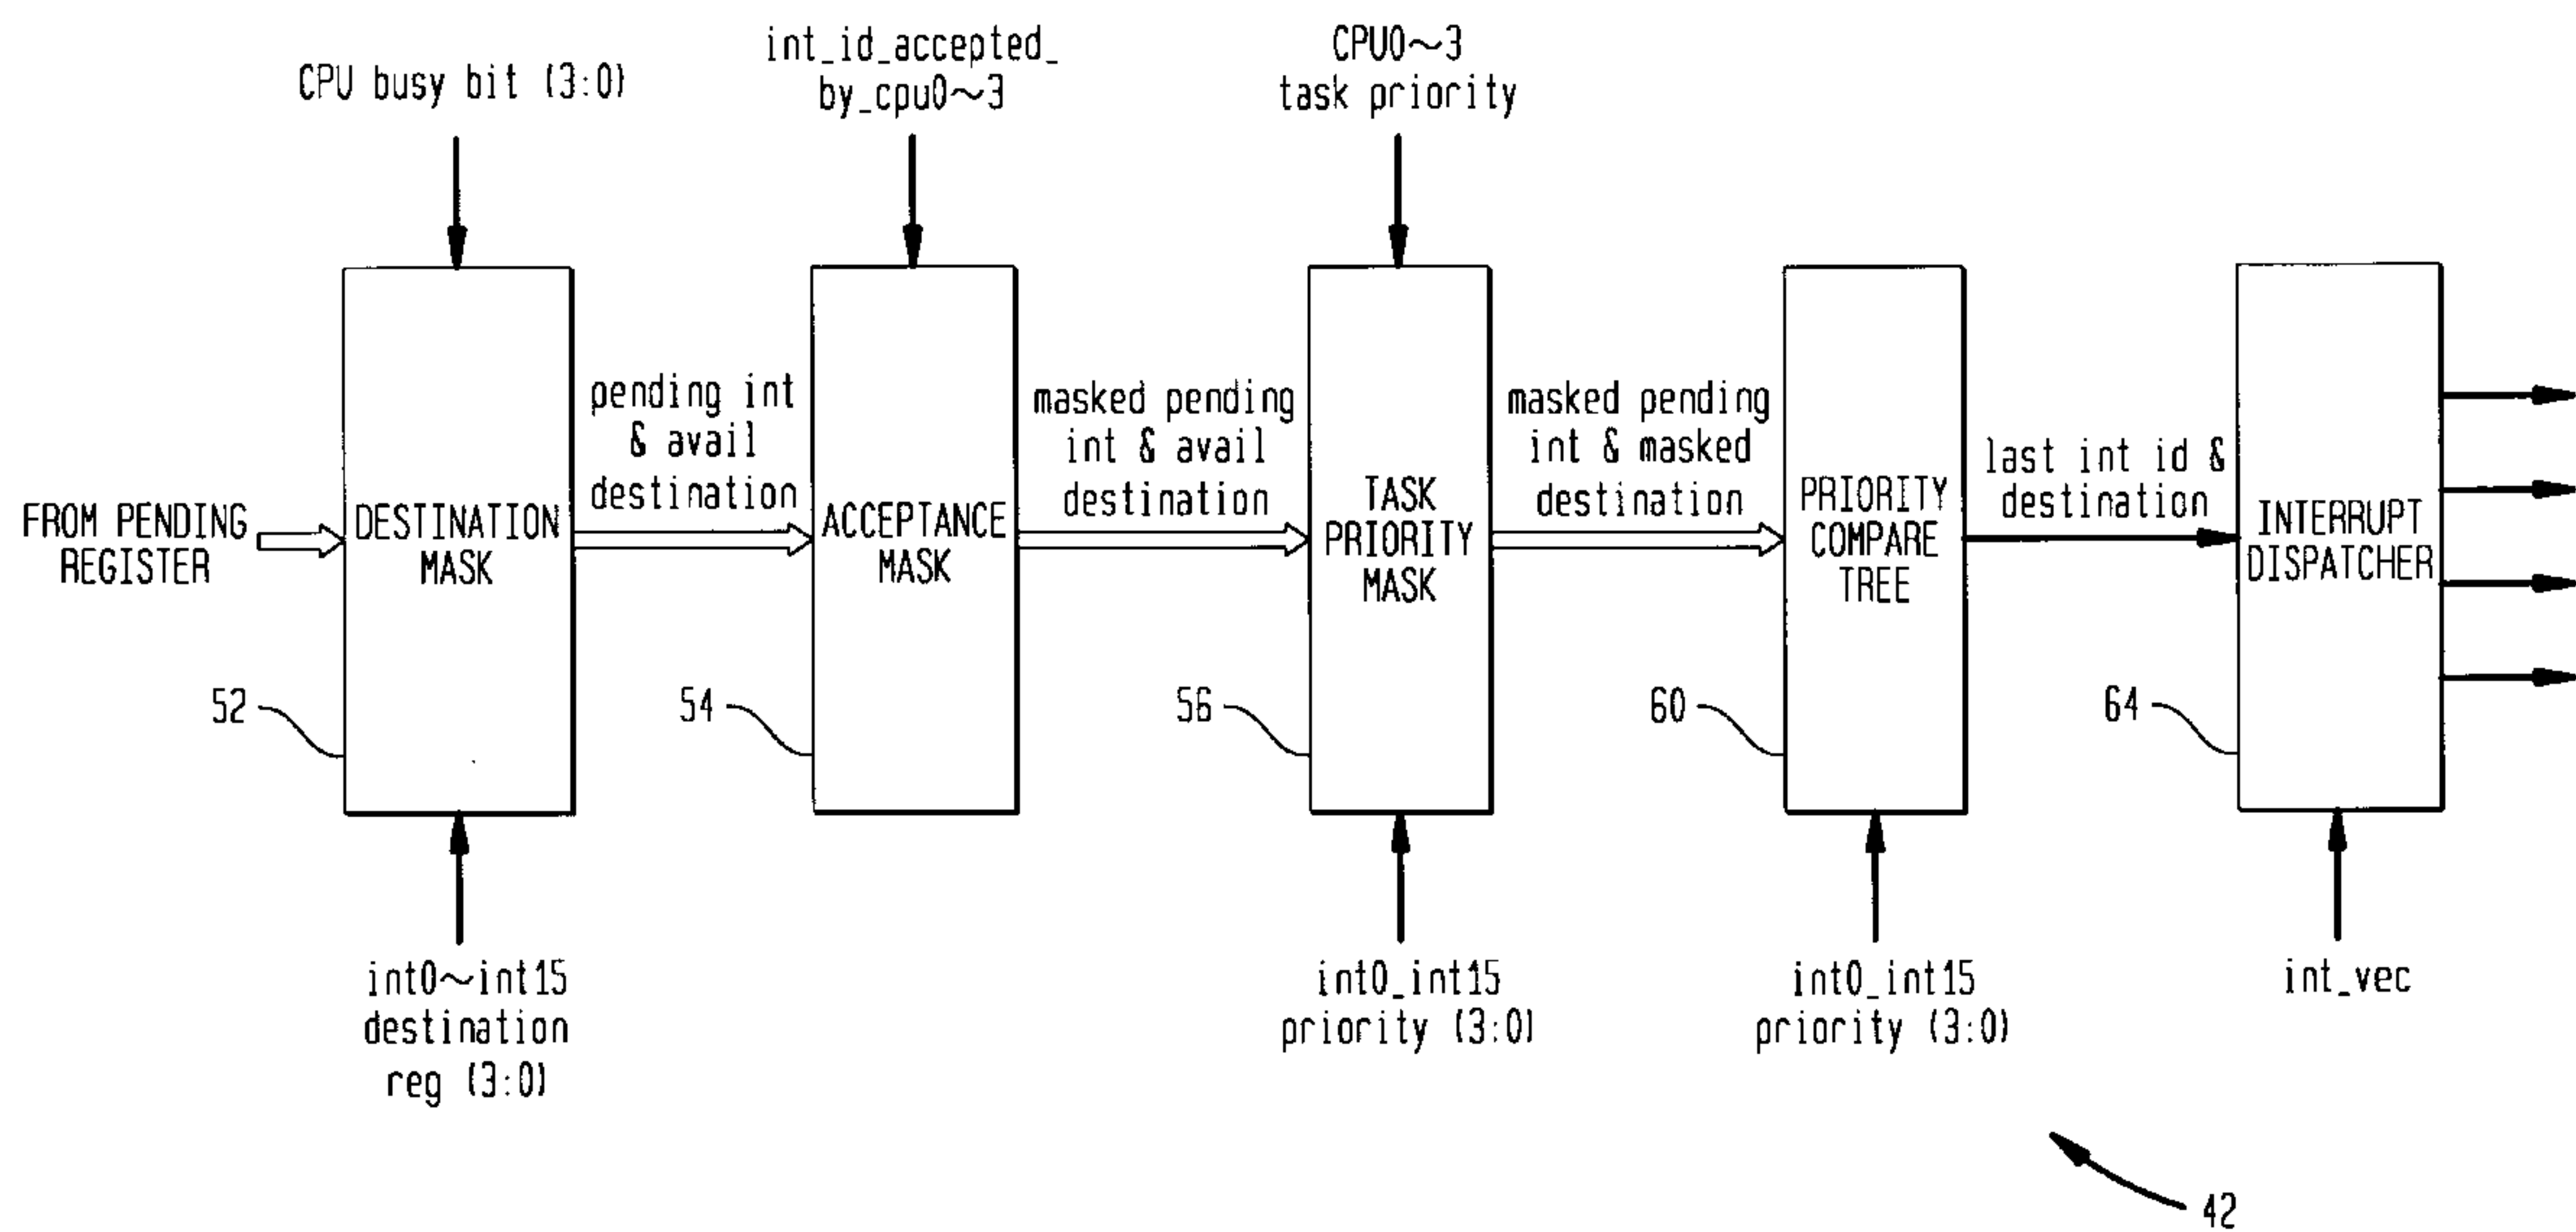 CPU busy bit (3:0)
int_id_accepted_
by_cpu0~3
CPU0~3
task priority
FROM PENDING
REGISTER
DESTINATION
MASK
pending int
& avail
destination
ACCEPTANCE
MASK
masked pending
int & avail
destination
TASK
PRIORITY
MASK
masked pending
int & masked
destination
PRIORITY
COMPARE
TREE
last int id &
destination
INTERRUPT
DISPATCHER
52
54
56
60
64
int0~int15
destination
reg (3:0)
int0_int15
priority (3:0)
int0_int15
priority (3:0)
int_vec
42